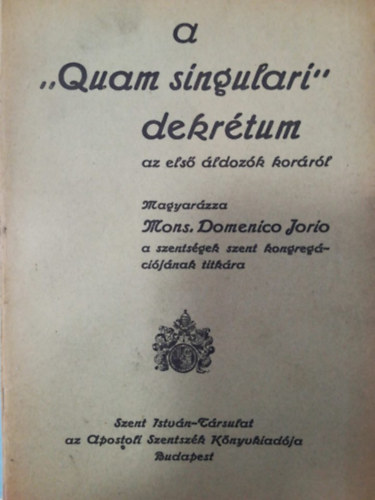 a
„Quam singulari"
dekrétum
az első áldozók koráról
Magyarázza
Mons. Domenico Jorio
a szentségek szent kongregá-
ciójának titkára
Szent István-Társulat
az Apostoli Szentszék Könyvkiadója
Budapest